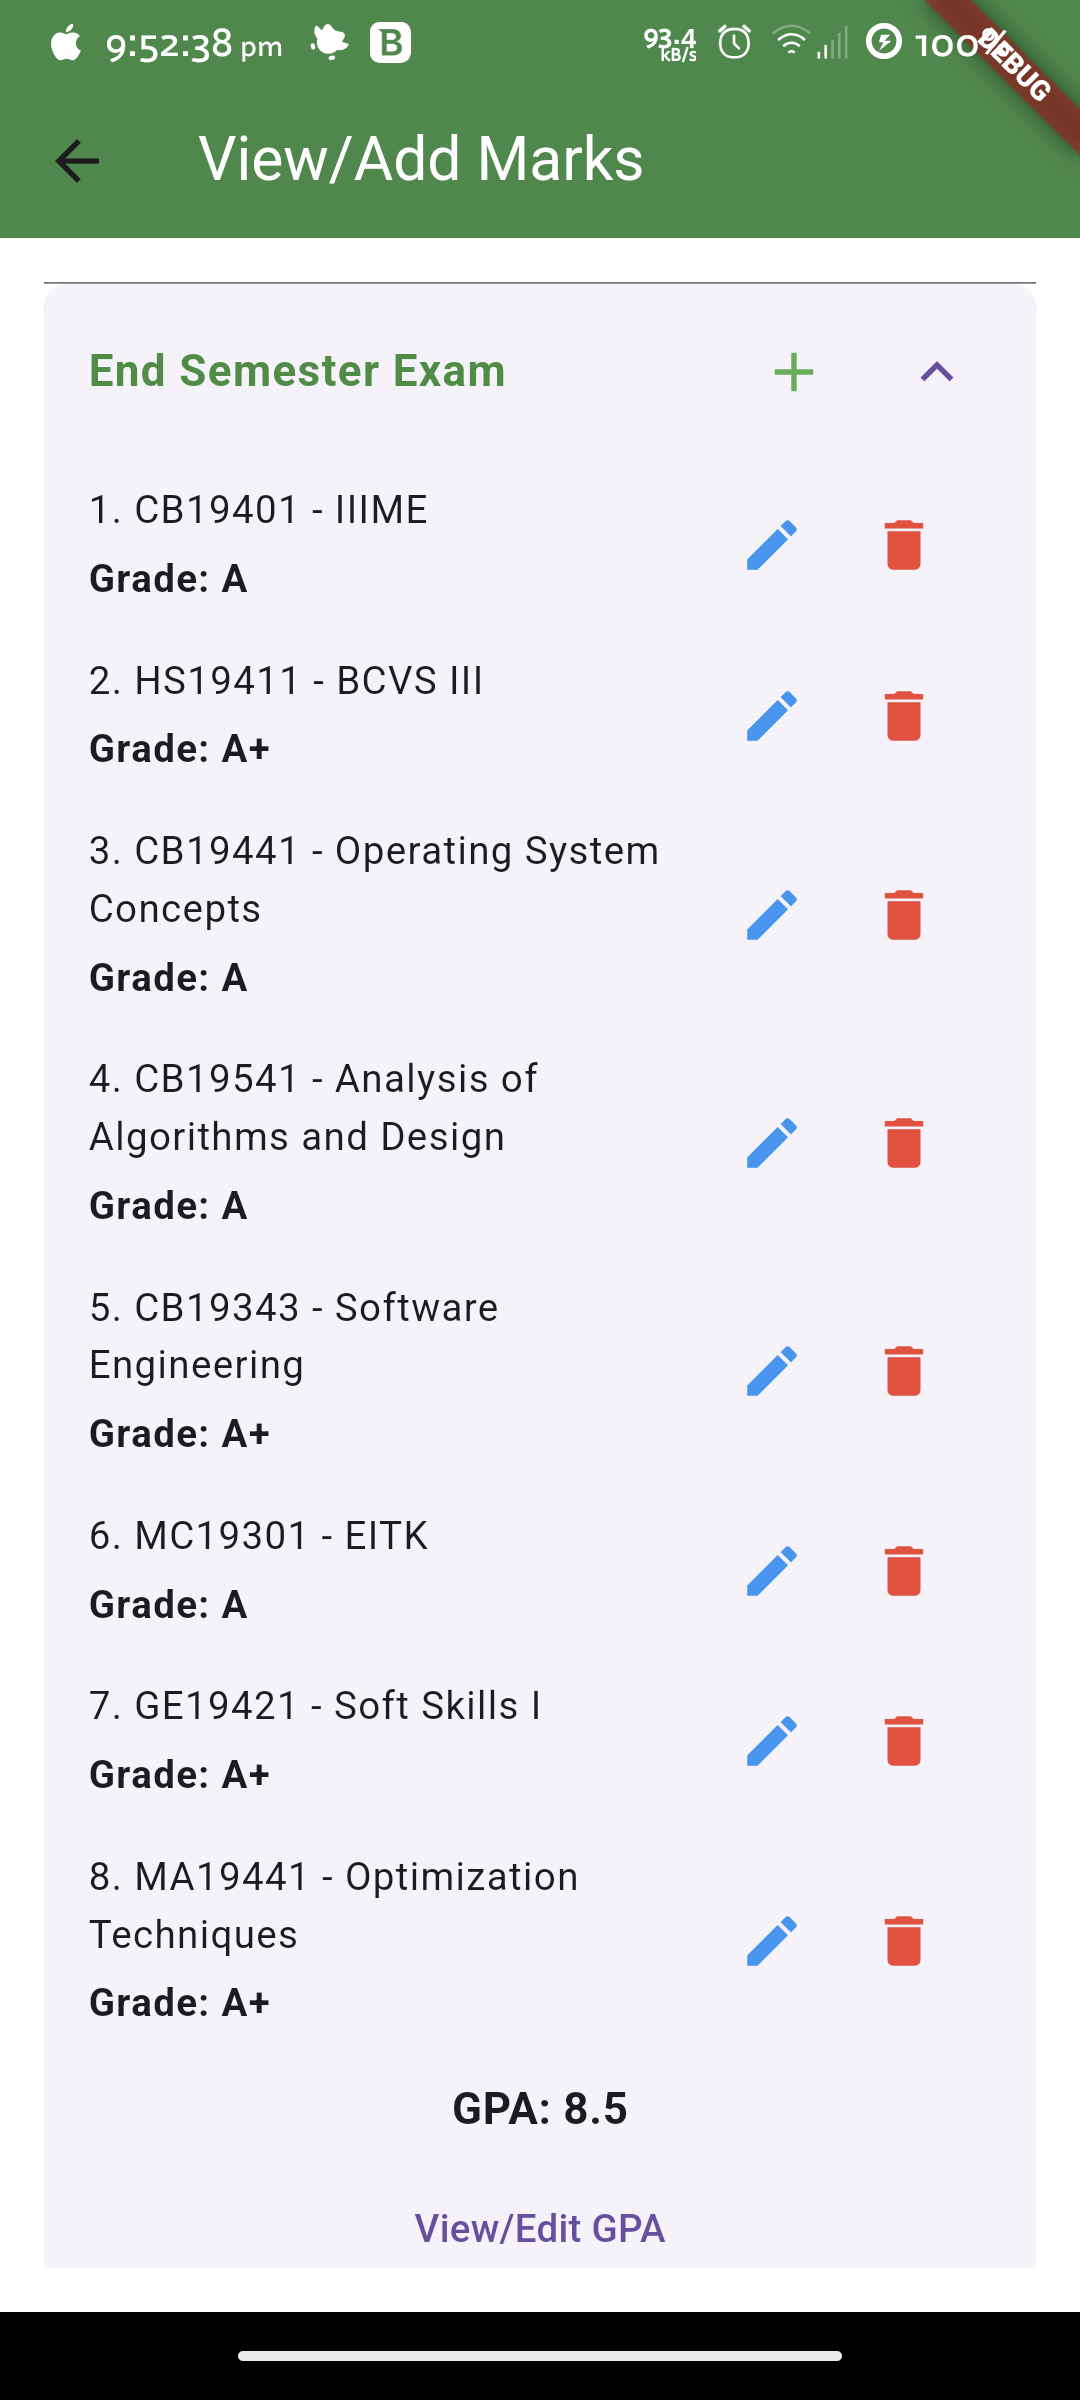 9:52:38 pm
B
93.4
kB/s
100%
DEBUG
View/Add Marks
End Semester Exam
1. CB19401 - IIIME
Grade: A
2. HS19411 - BCVS III
Grade: A+
3. CB19441 - Operating System
Concepts
Grade: A
4. CB19541 - Analysis of
Algorithms and Design
Grade: A
5. CB19343 - Software
Engineering
Grade: A+
6. MC19301 - EITK
Grade: A
7. GE19421 - Soft Skills I
Grade: A+
8. MA19441 - Optimization
Techniques
Grade: A+
GPA: 8.5
View/Edit GPA